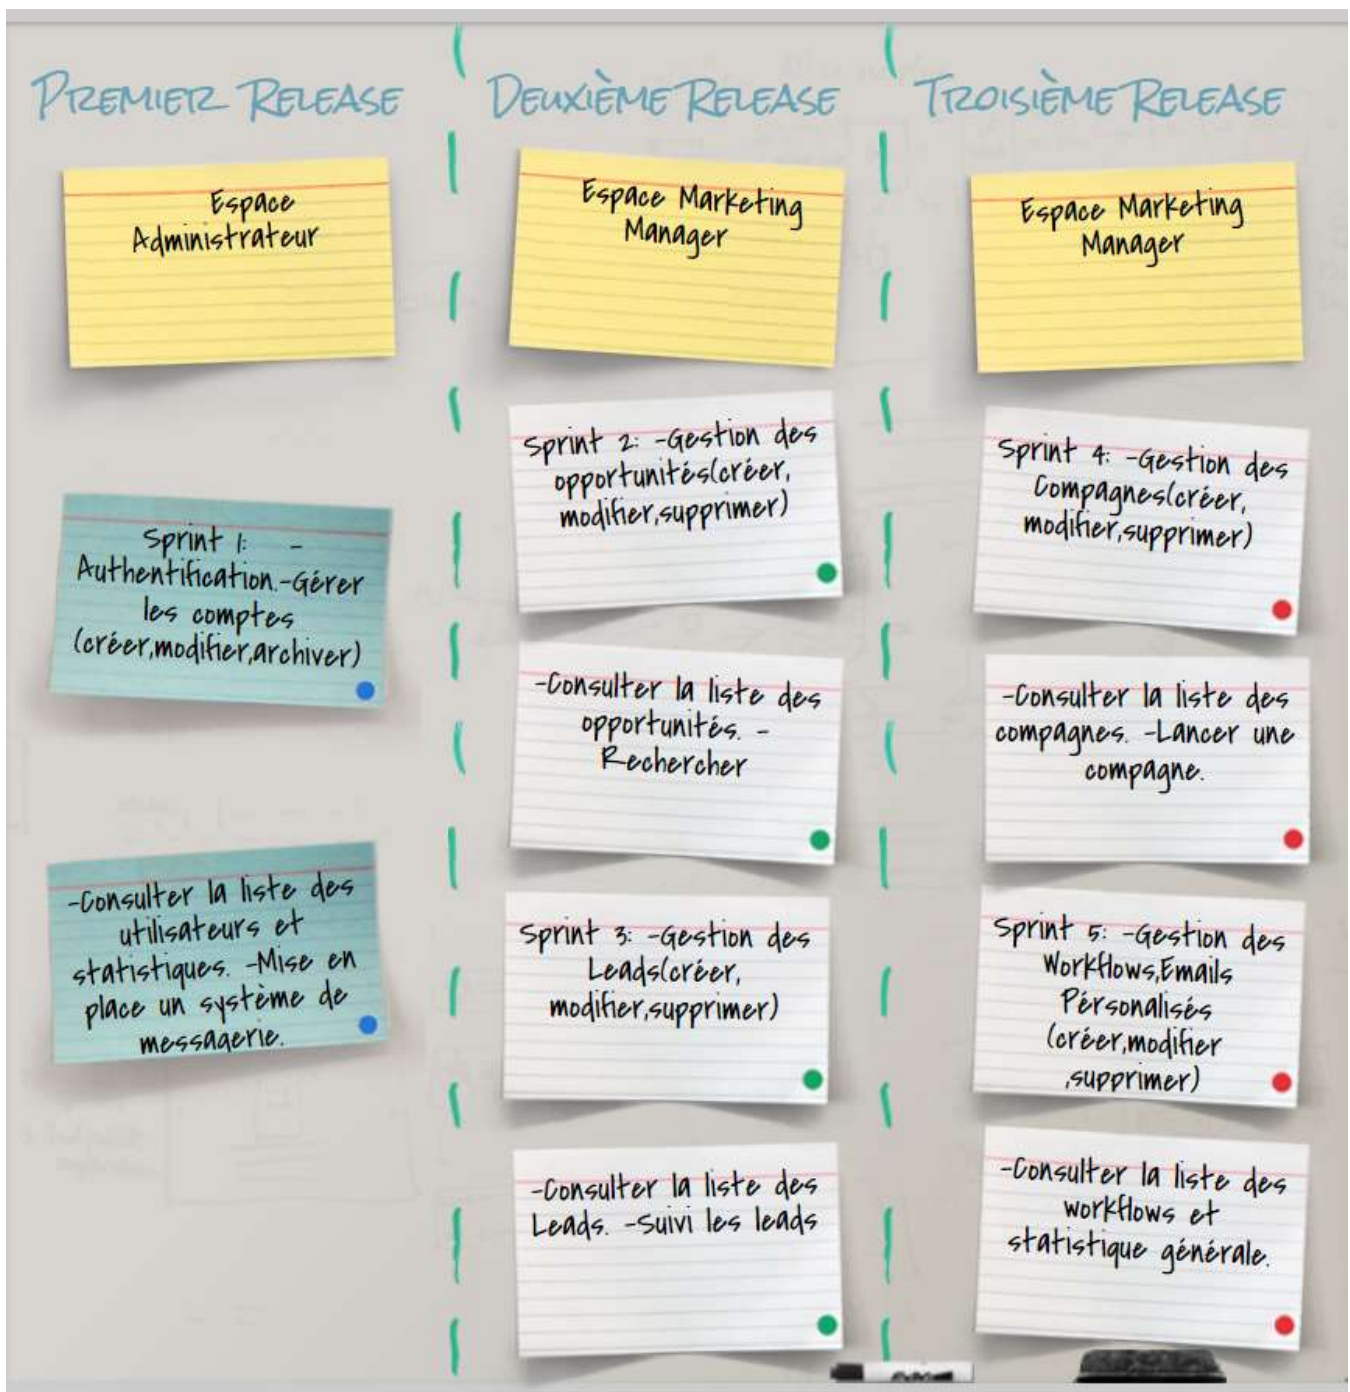 Premier Release
Espace
Administrateur
Sprint 1: -
Authentification.-Gérer
les comptes
(créer,modifier,archiver)
-Consulter la liste des
utilisateurs et
statistiques. -Mise en
place un système de
messagerie.
Deuxième Release
Espace Marketing
Manager
Sprint 2: -Gestion des
opportunités(créer,
modifier,supprimer)
-Consulter la liste des
opportunités. -
Rechercher
Sprint 3: -Gestion des
Leads(créer,
modifier,supprimer)
-Consulter la liste des
Leads. -Suivi les leads
Troisième Release
Espace Marketing
Manager
Sprint 4: -Gestion des
Compagnes(créer,
modifier,supprimer)
-Consulter la liste des
compagnes. -Lancer une
compagne.
Sprint 5: -Gestion des
Workflows,Emails
Pérsonalisés
(créer,modifier
,supprimer)
-Consulter la liste des
workflows et
statistique générale.